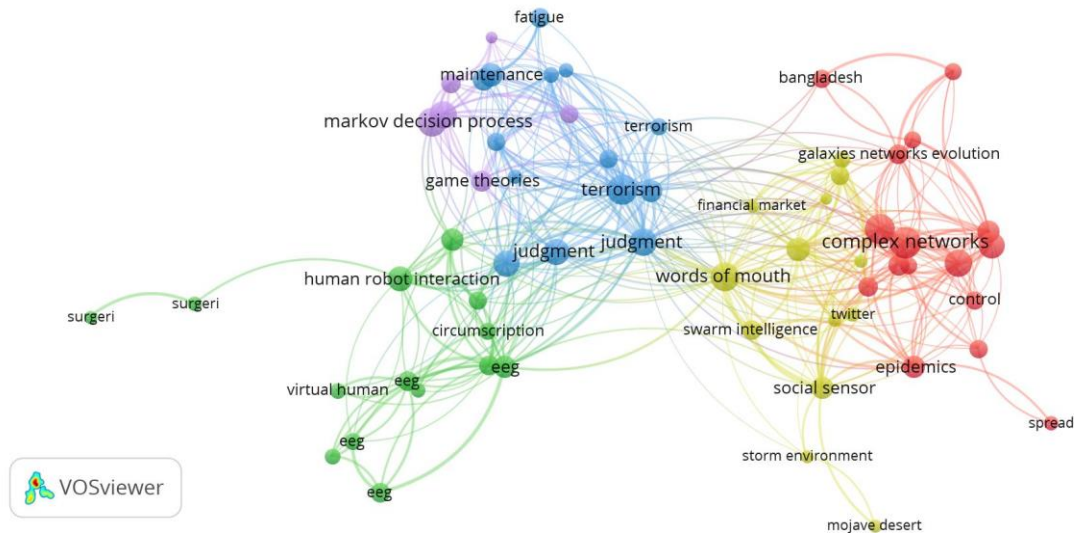 fatigue
maintenance
bangladesh
markov decision process
terrorism
galaxies networks evolution
game theories
terrorism
financial market
judgment
judgment
complex networks
human robot interaction
words of mouth
surgeri
surgeri
control
circumscription
swarm intelligence
twitter
eeg
epidemics
virtual human
eeg
social sensor
spread
eeg
storm environment
eeg
VOSviewer
mojave desert